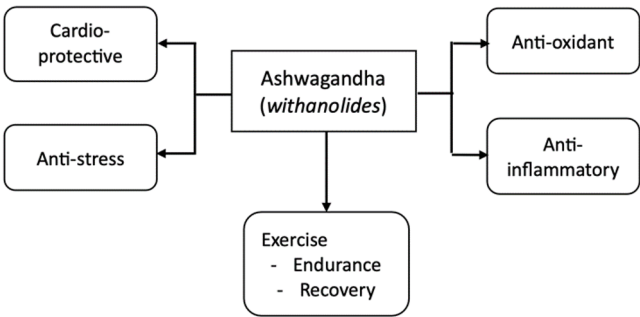 Cardio-
protective
Anti-stress
Ashwagandha
(withanolides)
Anti-oxidant
Anti-
inflammatory
Exercise
- Endurance
- Recovery